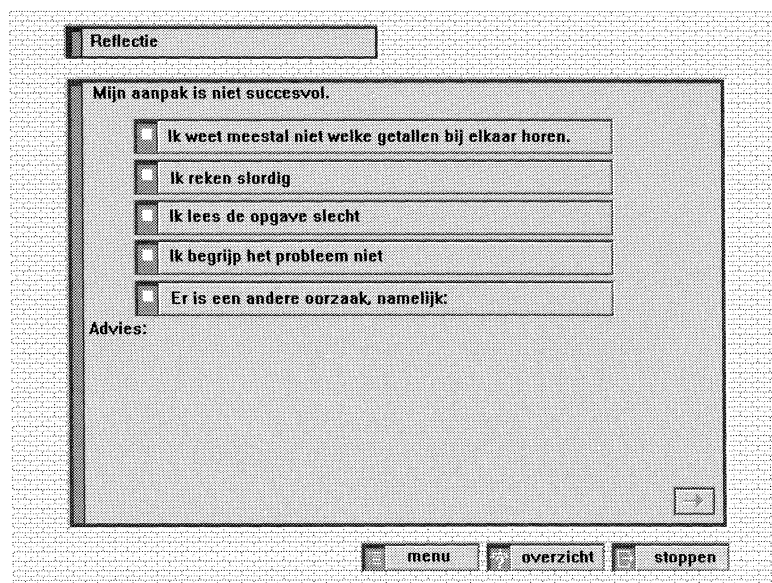 Reflectie
Mijn aanpak is niet succesvol.
Ik weet meestal niet welke getallen bij elkaar horen.
Ik reken slordig
Ik lees de opgave slecht
Ik begrijp het probleem niet
Er is een andere oorzaak, namelijk:
Advies:
menu overzicht stoppen